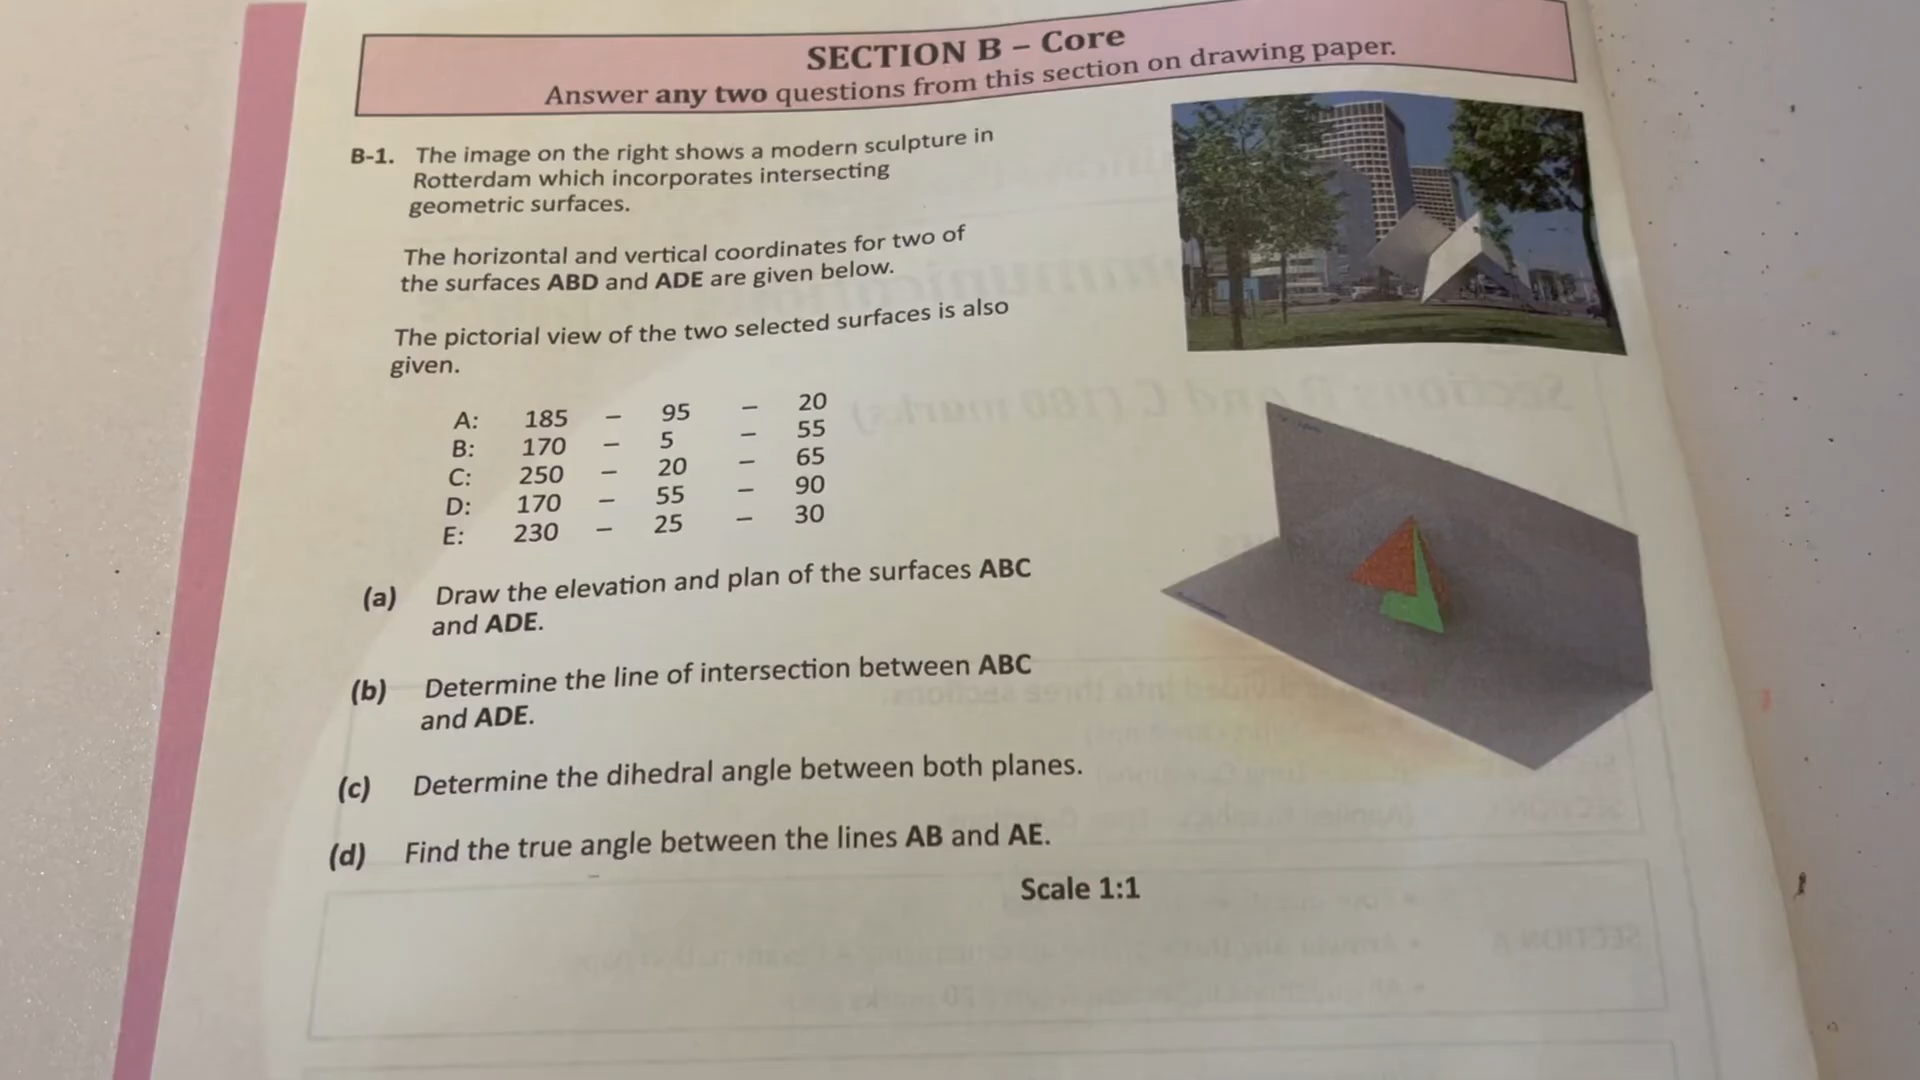 SECTION B – Core
Answer any two questions from this section on drawing paper.
B-1. The image on the right shows a modern sculpture in
Rotterdam which incorporates intersecting
geometric surfaces.
The horizontal and vertical coordinates for two of
the surfaces ABD and ADE are given below.
The pictorial view of the two selected surfaces is also
given.
A: 185 – 95 – 20
B: 170 – 5 – 55
C: 250 – 20 – 65
D: 170 – 55 – 90
E: 230 – 25 – 30
(a) Draw the elevation and plan of the surfaces ABC
and ADE.
(b) Determine the line of intersection between ABC
and ADE.
(c) Determine the dihedral angle between both planes.
(d) Find the true angle between the lines AB and AE.
Scale 1:1